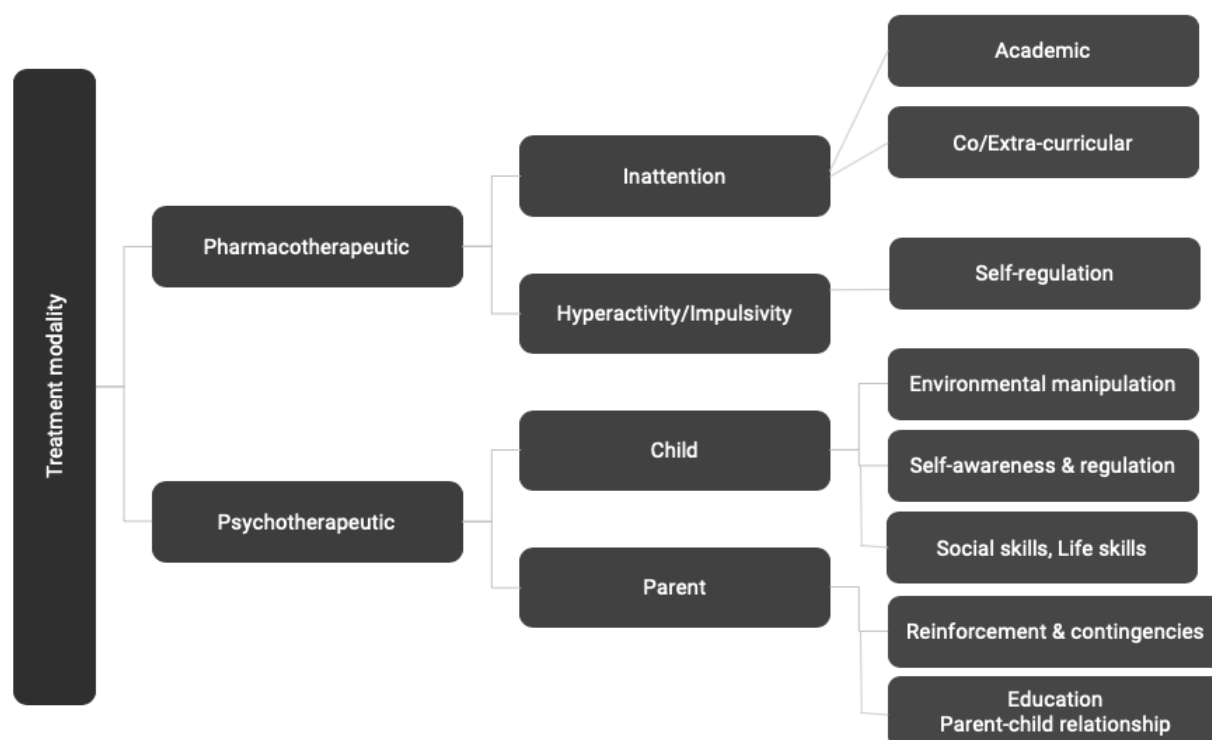 Treatment modality
Pharmacotherapeutic
Psychotherapeutic
Inattention
Hyperactivity/Impulsivity
Child
Parent
Academic
Co/Extra-curricular
Self-regulation
Environmental manipulation
Self-awareness & regulation
Social skills, Life skills
Reinforcement & contingencies
Education
Parent-child relationship